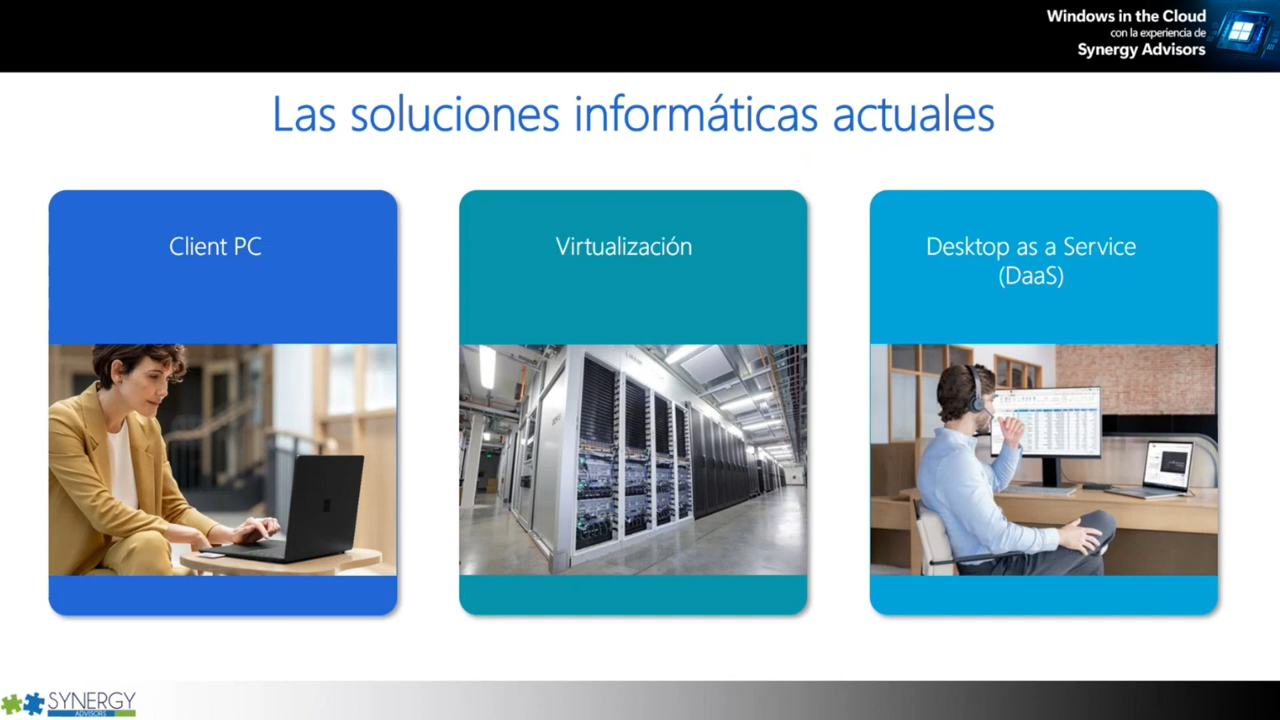 Windows in the Cloud
con la experiencia de
Synergy Advisors
Las soluciones informáticas actuales
Client PC
Virtualización
Desktop as a Service
(DaaS)
SYNERGY
ADVISORS